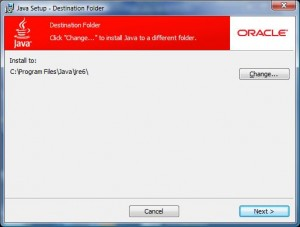 Java Setup - Destination Folder
Destination Folder
Click "Change..." to install Java to a different folder.
Java
ORACLE
Install to:
C:\Program Files\Java\jre6\
Change...
Cancel
Next >